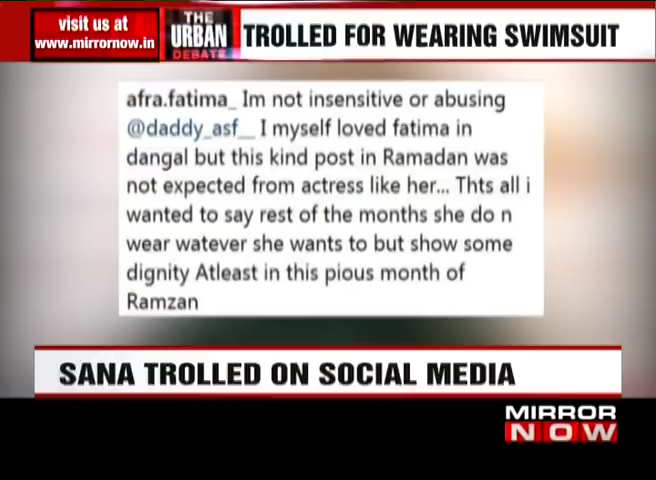 visit us at
www.mirrornow.in
THE
URBAN
DEBATE
TROLLED FOR WEARING SWIMSUIT
afra.fatima_ Im not insensitive or abusing
@daddy_asf__ I myself loved fatima in
dangal but this kind post in Ramadan was
not expected from actress like her... Thts all i
wanted to say rest of the months she do n
wear watever she wants to but show some
dignity Atleast in this pious month of
Ramzan
SANA TROLLED ON SOCIAL MEDIA
MIRROR
NOW